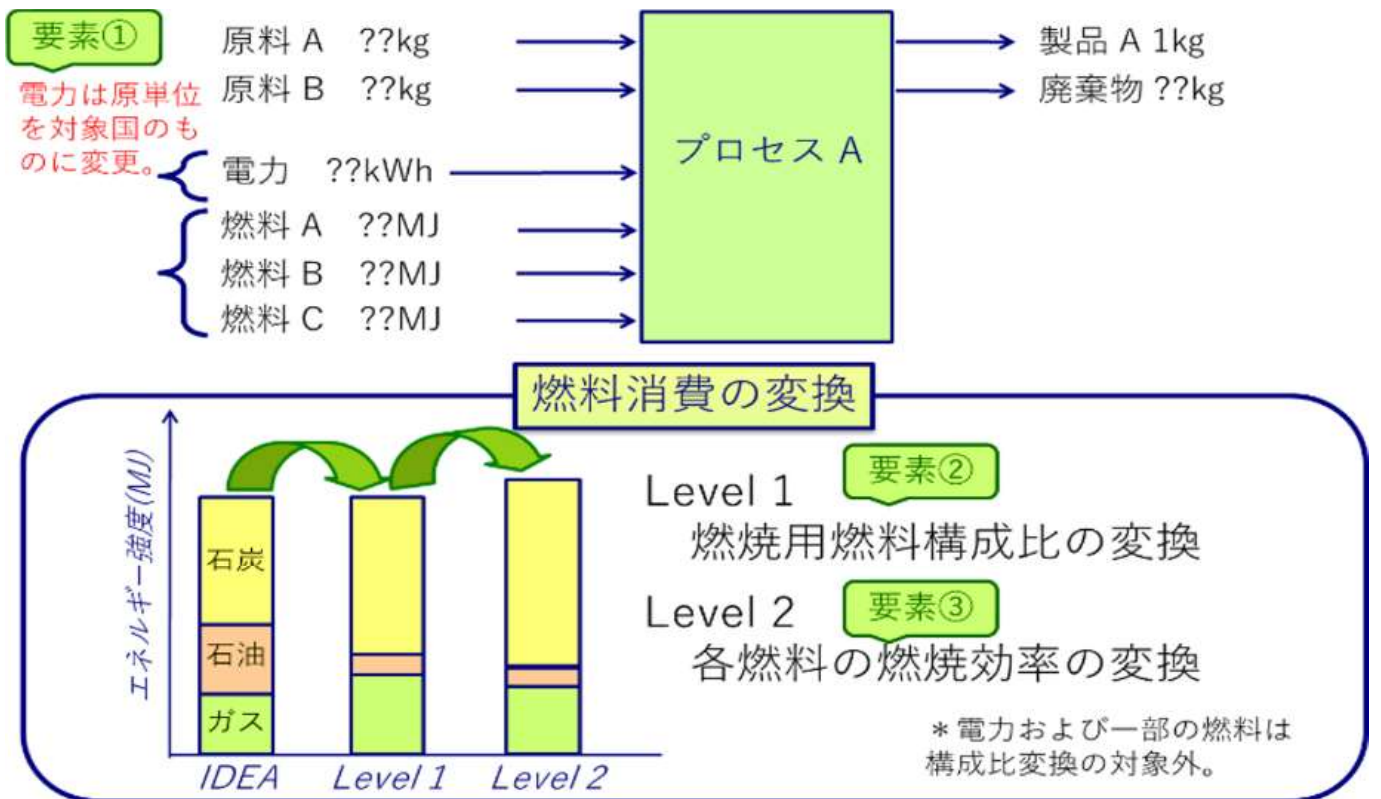 要素①
電力は原単位
を対象国のも
のに変更。
原料 A ??kg
原料 B ??kg
電力 ??kWh
燃料 A ??MJ
燃料 B ??MJ
燃料 C ??MJ
プロセス A
製品 A 1kg
廃棄物 ??kg
燃料消費の変換
エネルギー強度(MJ)
石炭
石油
ガス
IDEA
Level 1
Level 2
Level 1
要素②
燃焼用燃料構成比の変換
Level 2
要素③
各燃料の燃焼効率の変換
＊電力および一部の燃料は
構成比変換の対象外。